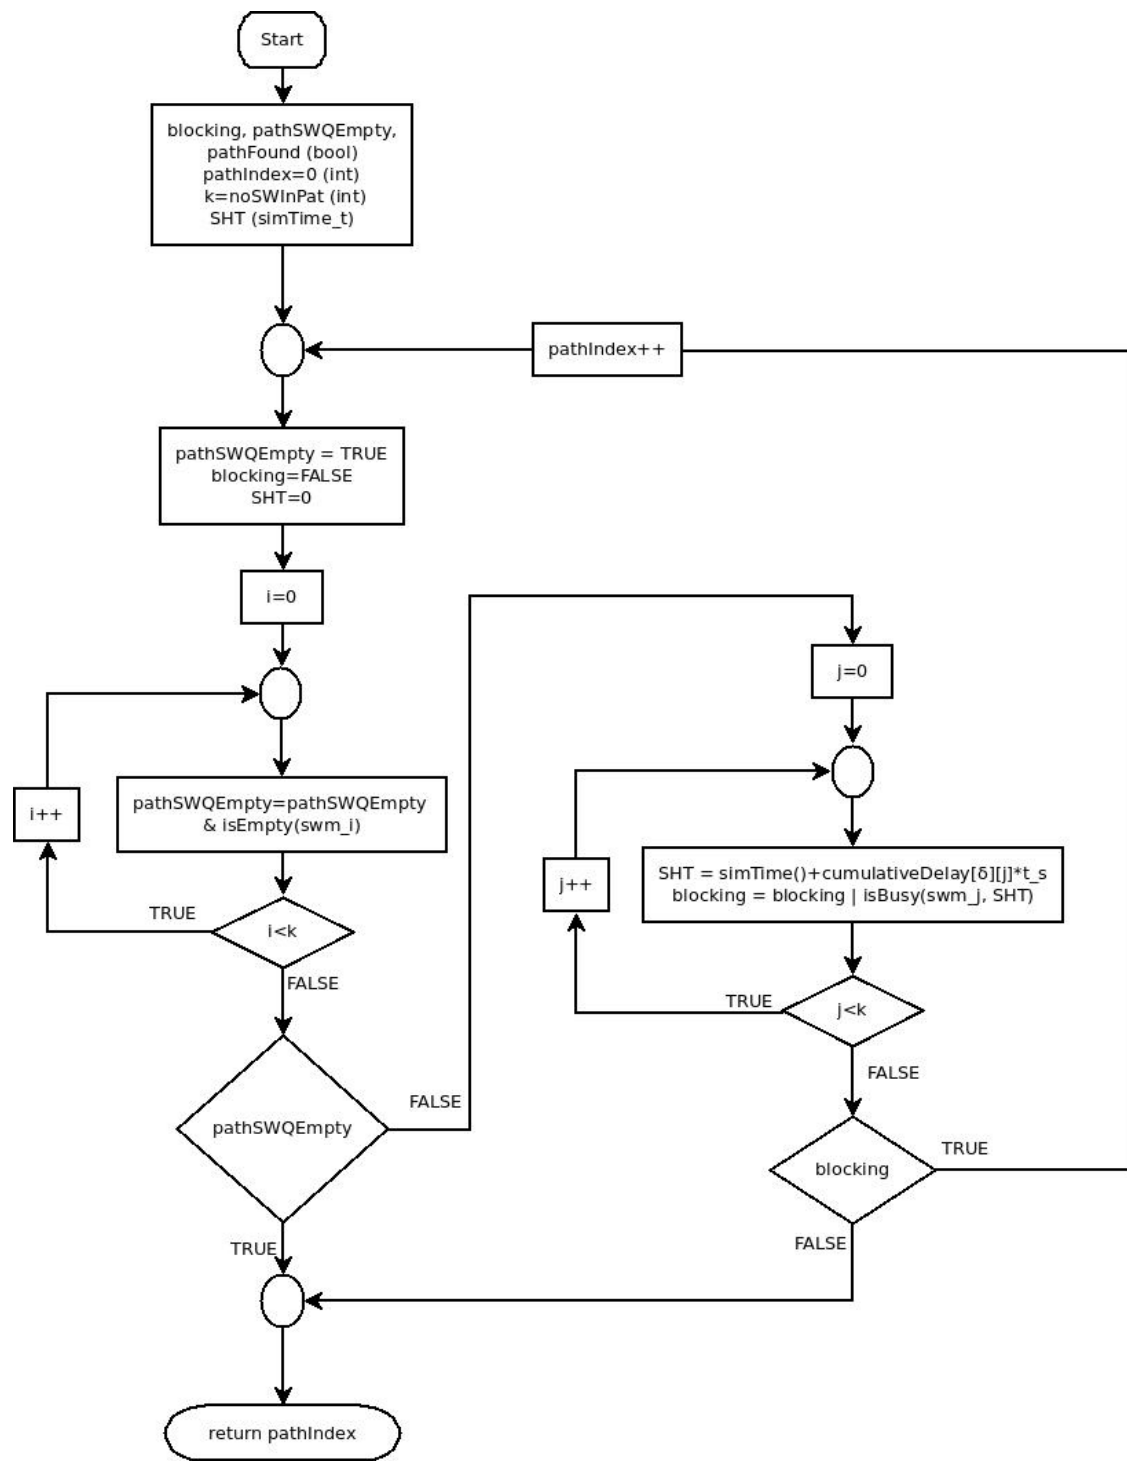 Start
blocking, pathSWQEmpty,
pathFound (bool)
pathIndex=0 (int)
k=noSWInPat (int)
SHT (simTime_t)
pathIndex++
pathSWQEmpty = TRUE
blocking=FALSE
SHT=0
i=0
j=0
pathSWQEmpty=pathSWQEmpty
& isEmpty(swm_i)
i++
SHT = simTime()+cumulativeDelay[δ][j]*t_s
blocking = blocking | isBusy(swm_j, SHT)
j++
TRUE
i<k
FALSE
TRUE
j<k
FALSE
pathSWQEmpty
FALSE
blocking
TRUE
TRUE
FALSE
return pathIndex